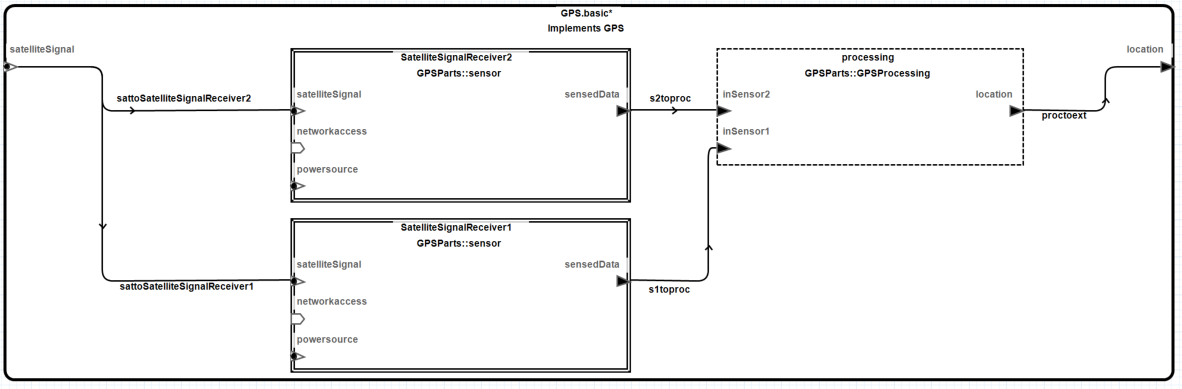 GPS.basic*
Implements GPS
satelliteSignal
location
SatelliteSignalReceiver2
GPSParts::sensor
satelliteSignal
sensedData
networkaccess
powersource
sattoSatelliteSignalReceiver2
s2toproc
processing
GPSParts::GPSProcessing
inSensor2
location
inSensor1
proctoext
SatelliteSignalReceiver1
GPSParts::sensor
satelliteSignal
sensedData
networkaccess
powersource
sattoSatelliteSignalReceiver1
s1toproc